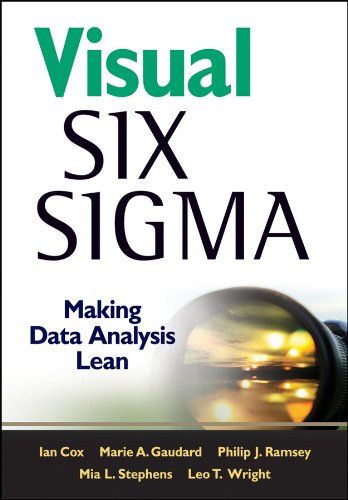 Visual
SIX
SIGMA
Making
Data Analysis
Lean
Ian Cox Marie A. Gaudard Philip J. Ramsey
Mia L. Stephens Leo T. Wright